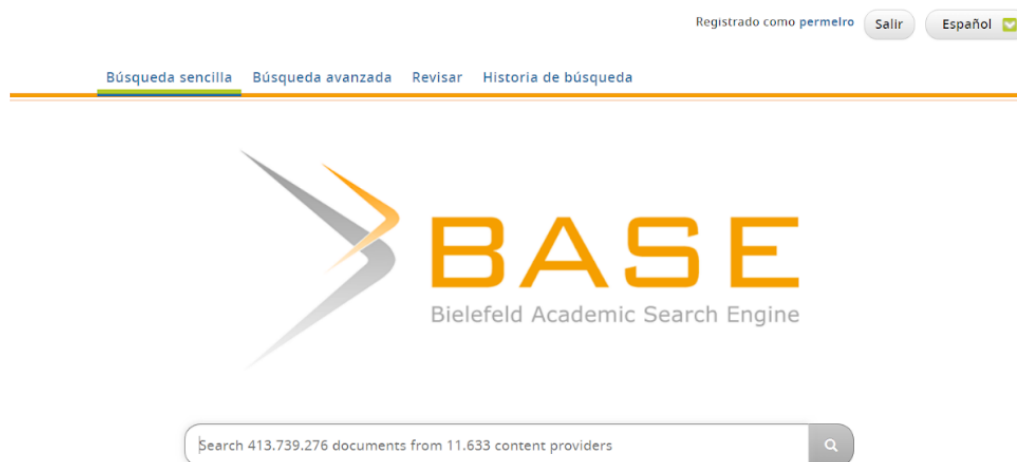 Registrado como permelro Salir Español
Búsqueda sencilla Búsqueda avanzada Revisar Historia de búsqueda
BASE
Bielefeld Academic Search Engine
Search 413.739.276 documents from 11.633 content providers